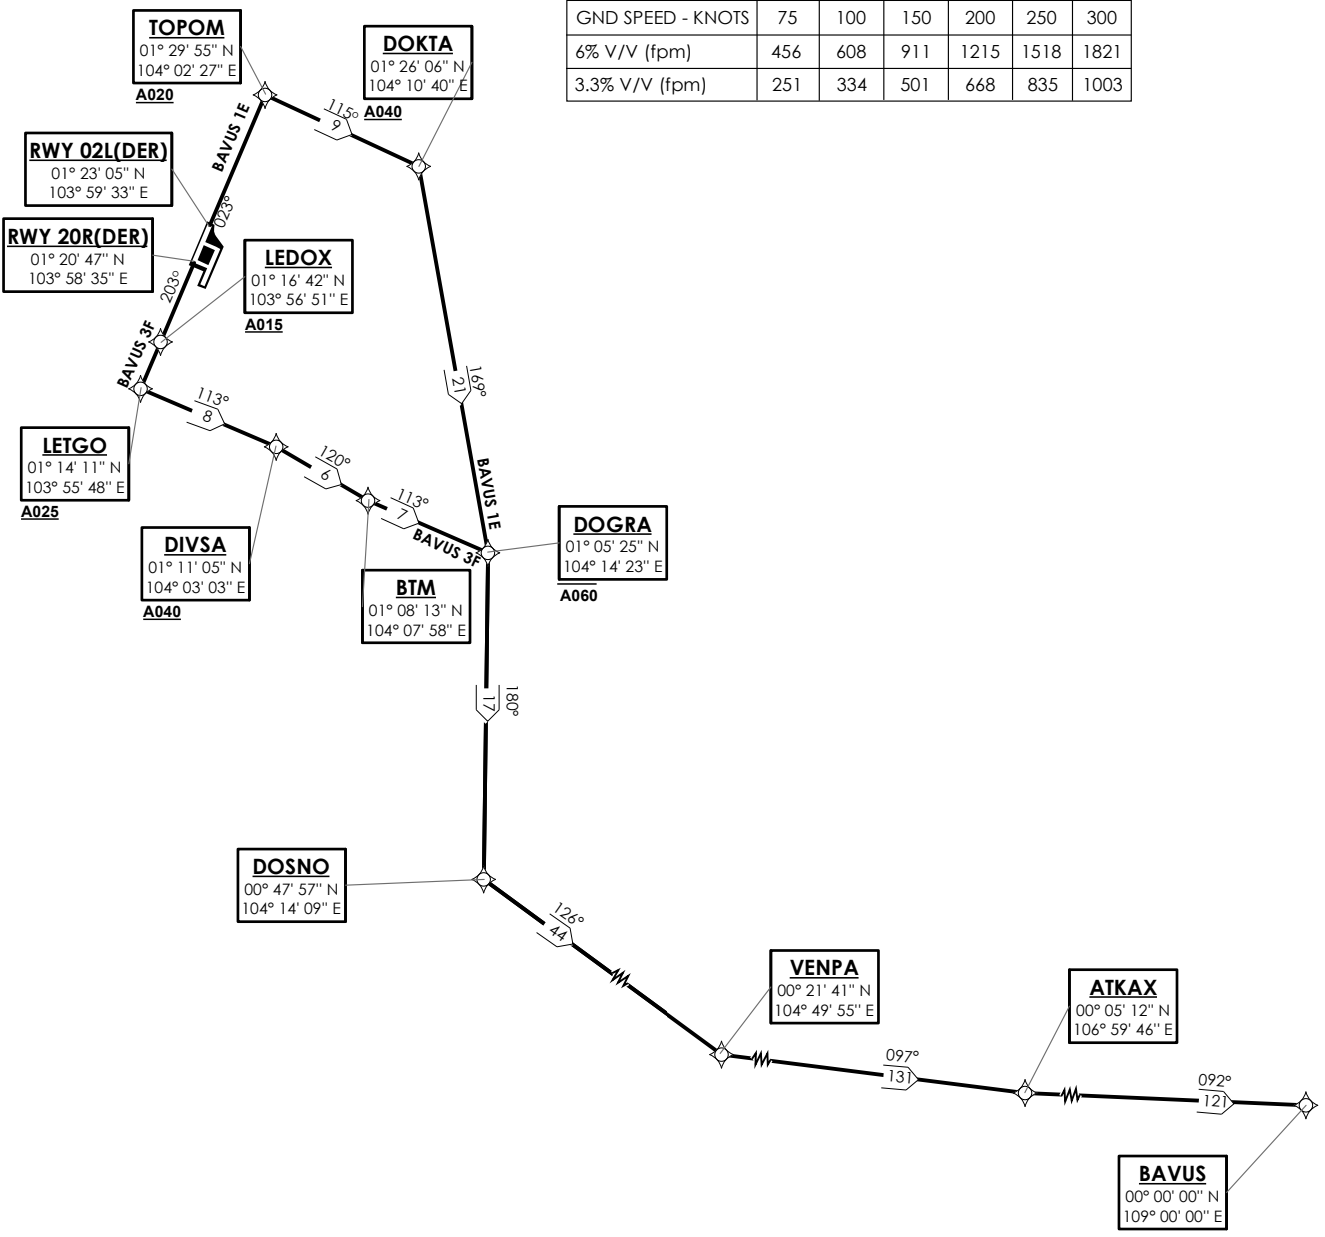 GND SPEED - KNOTS 75 100 150 200 250 300
6% V/V (fpm) 456 608 911 1215 1518 1821
3.3% V/V (fpm) 251 334 501 668 835 1003
TOPOM
01° 29' 55" N
104° 02' 27" E
A020
DOKTA
01° 26' 06" N
104° 10' 40" E
A040
115°
9
BAVUS 1E
RWY 02L(DER)
01° 23' 05" N
103° 59' 33" E
023°
RWY 20R(DER)
01° 20' 47" N
103° 58' 35" E
203°
LEDOX
01° 16' 42" N
103° 56' 51" E
A015
BAVUS 3F
169°
21
113°
8
LETGO
01° 14' 11" N
103° 55' 48" E
A025
120°
6
113°
7
BAVUS 1E
BAVUS 3F
DIVSA
01° 11' 05" N
104° 03' 03" E
A040
BTM
01° 08' 13" N
104° 07' 58" E
DOGRA
01° 05' 25" N
104° 14' 23" E
A060
180°
17
DOSNO
00° 47' 57" N
104° 14' 09" E
126°
44
VENPA
00° 21' 41" N
104° 49' 55" E
ATKAX
00° 05' 12" N
106° 59' 46" E
097°
131
092°
121
BAVUS
00° 00' 00" N
109° 00' 00" E